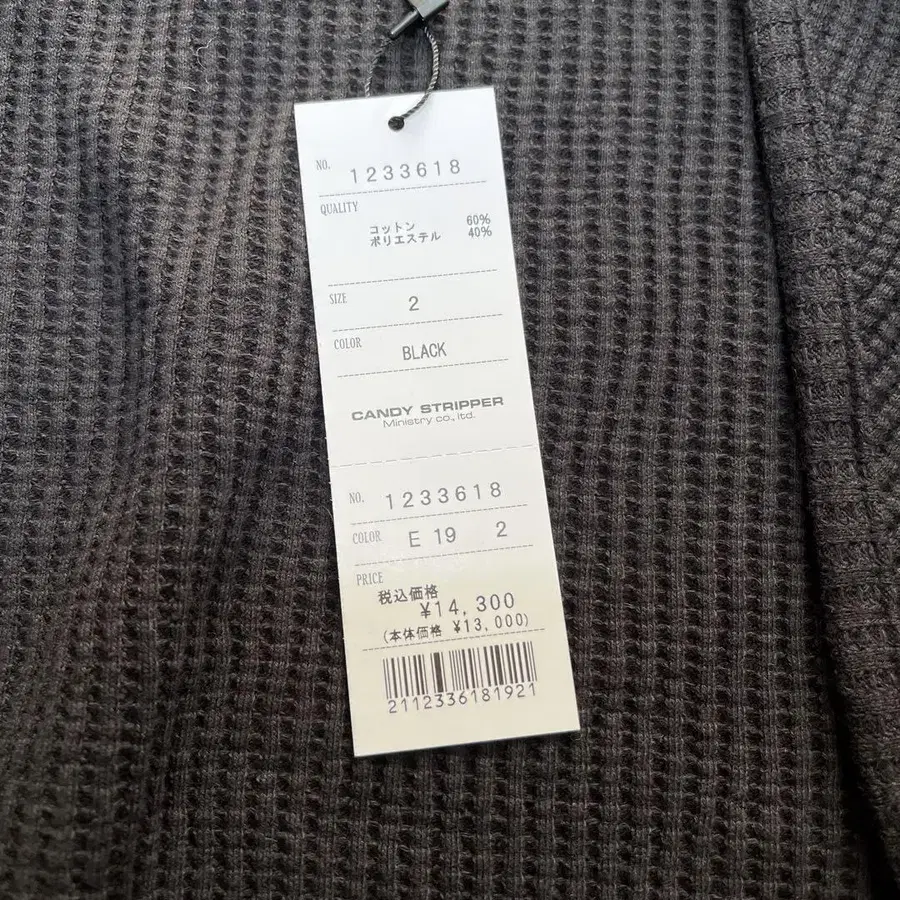 NO. 1233618
QUALITY
コットン 60%
ポリエステル 40%
SIZE 2
COLOR BLACK
CANDY STRIPPER
Ministry co., ltd.
NO. 1233618
COLOR E 19 2
PRICE
税込価格
¥14,300
(本体価格 ¥13,000)
2112336181921